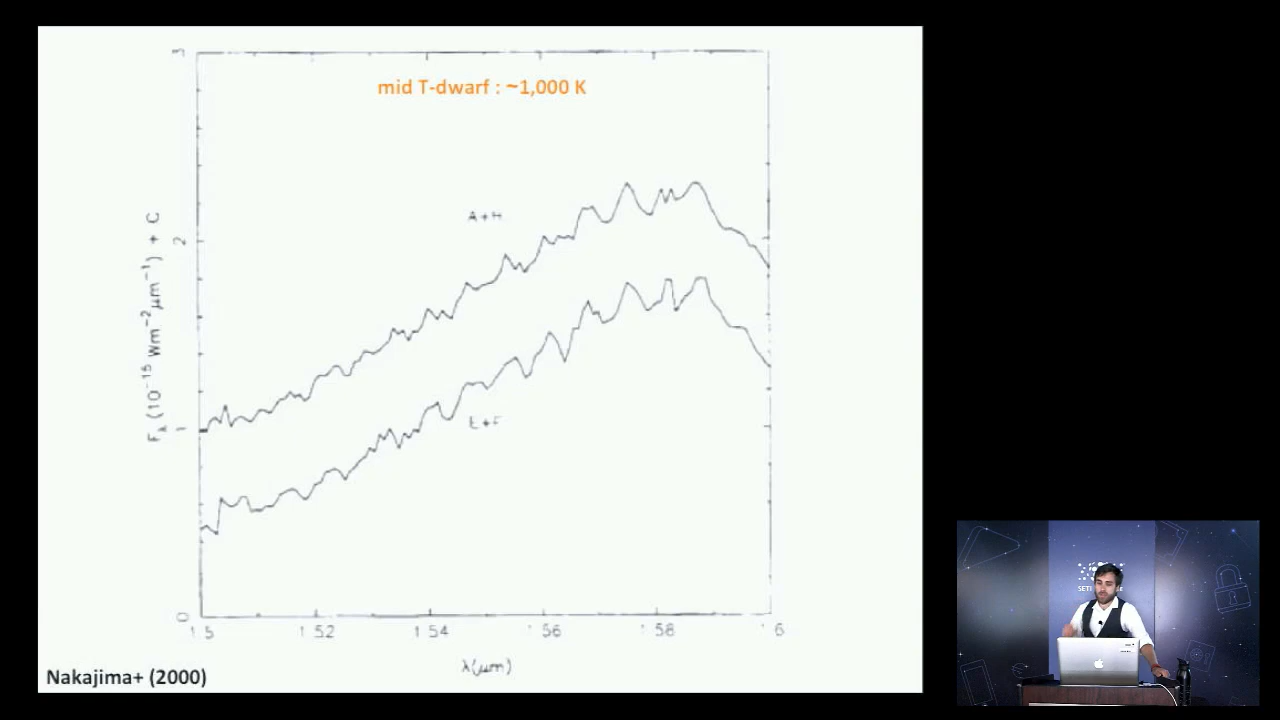 mid T-dwarf : ~1,000 K
3
A+H
2
Fλ (10⁻¹⁵ Wm⁻² μm⁻¹) + C
1
E+F
0
1.5 1.52 1.54 1.56 1.58 1.6
λ(μm)
Nakajima+ (2000)